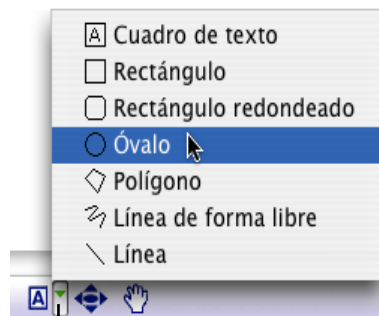 A Cuadro de texto
Rectángulo
Rectángulo redondeado
Óvalo
Polígono
Línea de forma libre
Línea
A